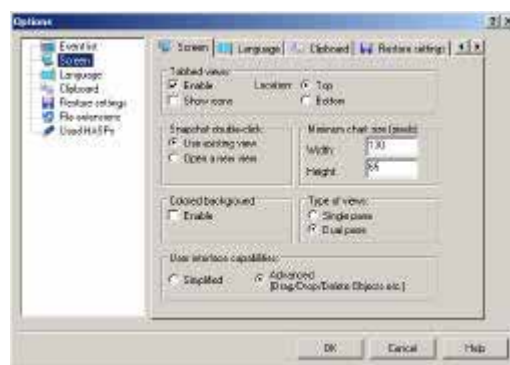 Options
Event list
Screen
Language
Clipboard
Restore settings
File extensions
Used HASPs
Screen Language Clipboard Restore settings
Tabbed views:
Enable Location: Top
Show icons Bottom
Snapshot double-click:
Use existing view
Open a new view
Minimum chart size (pixels):
Width: 130
Height:
Colored background:
Enable
Type of views:
Single pane
Dual pane
User interface capabilities:
Simplified Advanced
(Drag/Drop/Delete Objects etc.)
OK Cancel Help